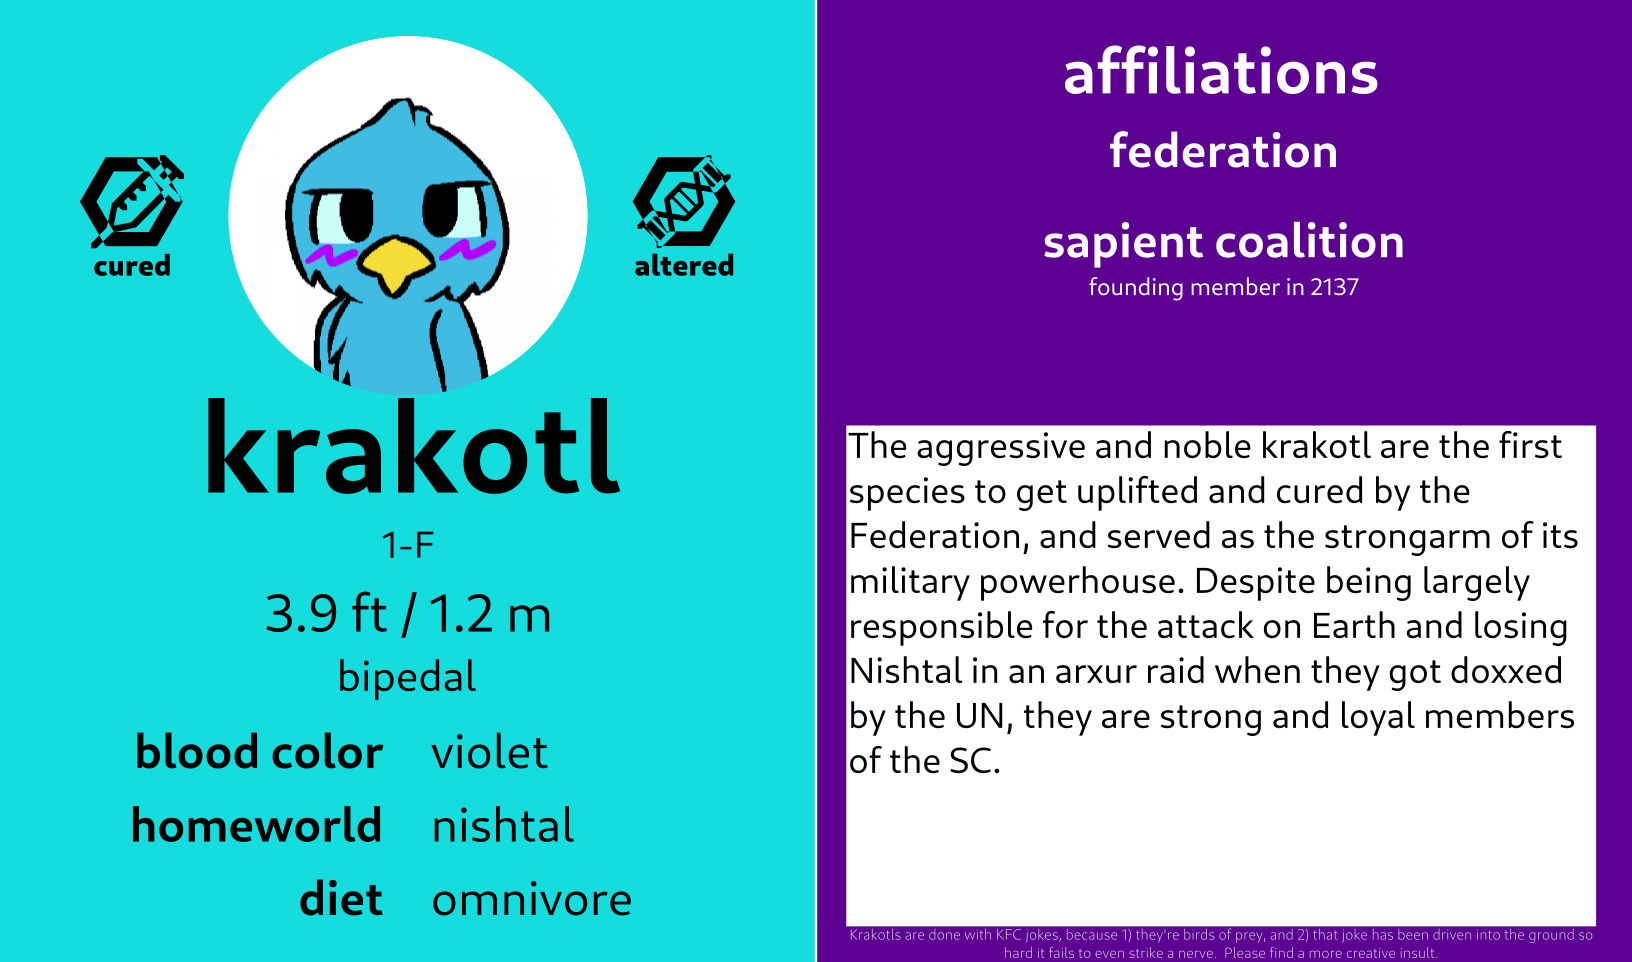 cured
altered
krakotl
1-F
3.9 ft / 1.2 m
bipedal
blood color violet
homeworld nishtal
diet omnivore
affiliations
federation
sapient coalition
founding member in 2137
The aggressive and noble krakotl are the first
species to get uplifted and cured by the
Federation, and served as the strongarm of its
military powerhouse. Despite being largely
responsible for the attack on Earth and losing
Nishtal in an arxur raid when they got doxxed
by the UN, they are strong and loyal members
of the SC.
Krakotls are done with KFC jokes, because 1) they're birds of prey, and 2) that joke has been driven into the ground so
hard it fails to even strike a nerve. Please find a more creative insult.